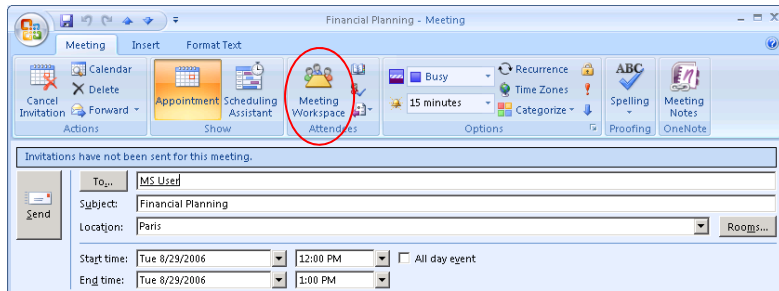 Financial Planning - Meeting
Meeting Insert Format Text
Calendar
Delete
Forward
Cancel Invitation
Actions
Appointment
Scheduling Assistant
Show
Meeting Workspace
Attendees
Busy
15 minutes
Recurrence
Time Zones
Categorize
Options
ABC
Spelling
Proofing
Meeting Notes
OneNote
Invitations have not been sent for this meeting.
Send
To... MS User
Subject: Financial Planning
Location: Paris Rooms...
Start time: Tue 8/29/2006 12:00 PM All day event
End time: Tue 8/29/2006 1:00 PM